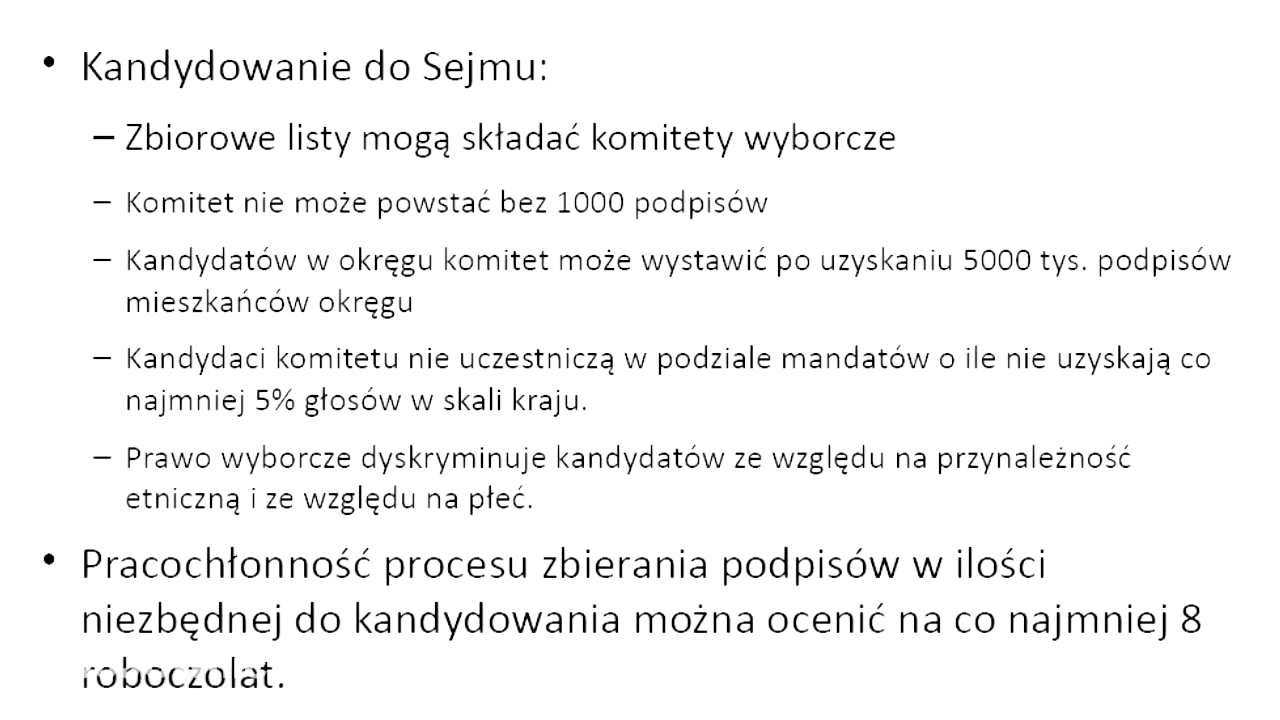 • Kandydowanie do Sejmu:
– Zbiorowe listy mogą składać komitety wyborcze
– Komitet nie może powstać bez 1000 podpisów
– Kandydatów w okręgu komitet może wystawić po uzyskaniu 5000 tys. podpisów
mieszkańców okręgu
– Kandydaci komitetu nie uczestniczą w podziale mandatów o ile nie uzyskają co
najmniej 5% głosów w skali kraju.
– Prawo wyborcze dyskryminuje kandydatów ze względu na przynależność
etniczną i ze względu na płeć.
• Pracochłonność procesu zbierania podpisów w ilości
niezbędnej do kandydowania można ocenić na co najmniej 8
roboczolat.